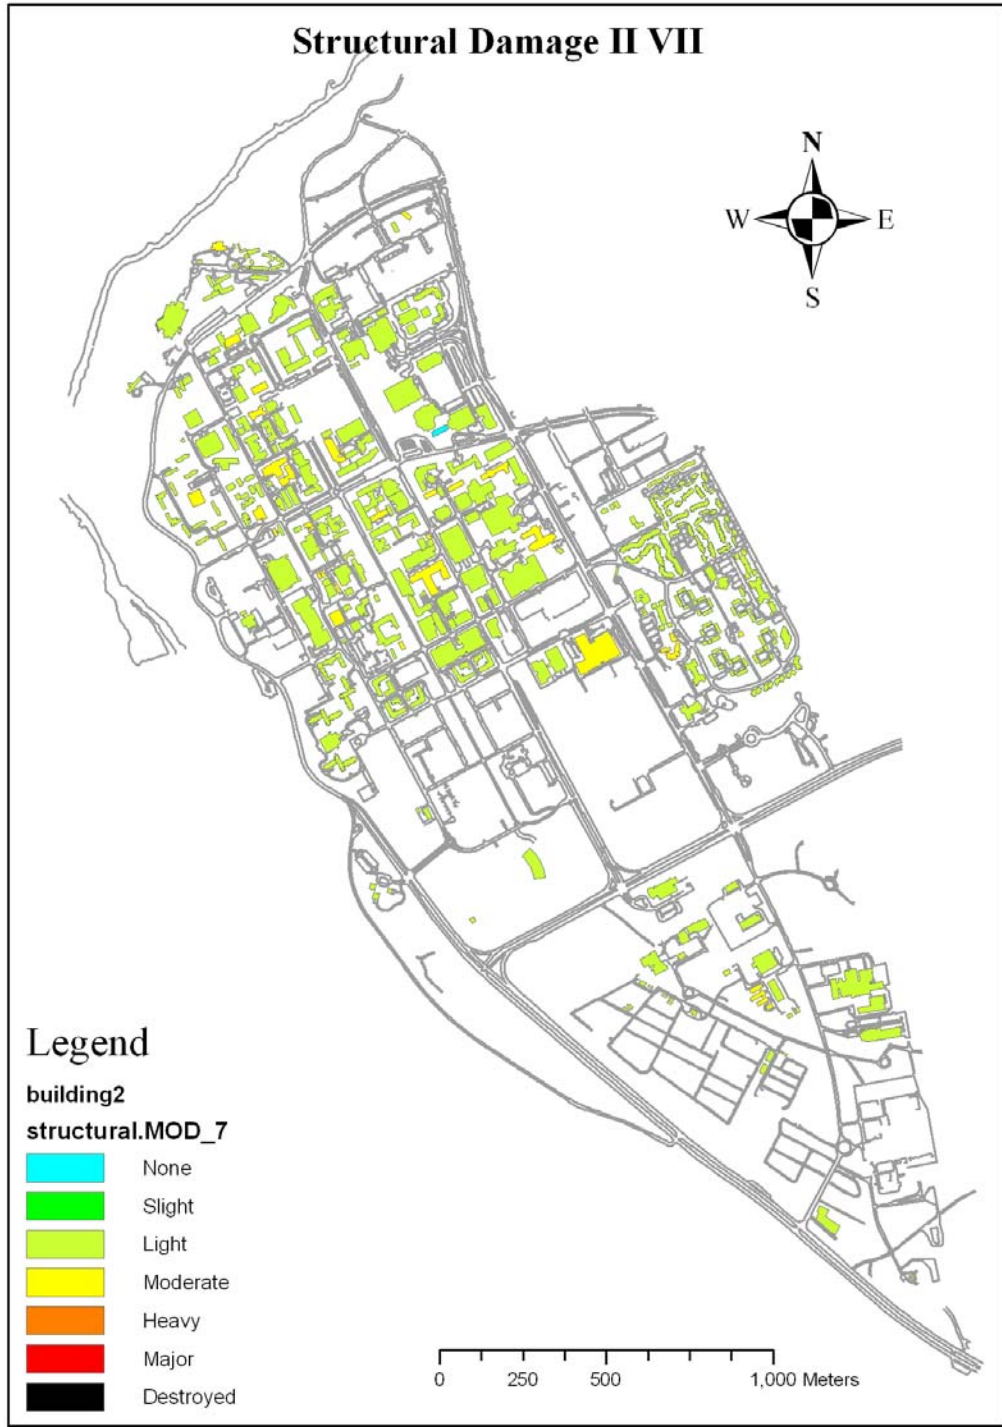 Structural Damage II VII
N
W
E
S
Legend
building2
structural.MOD_7
None
Slight
Light
Moderate
Heavy
Major
Destroyed
0 250 500 1,000 Meters